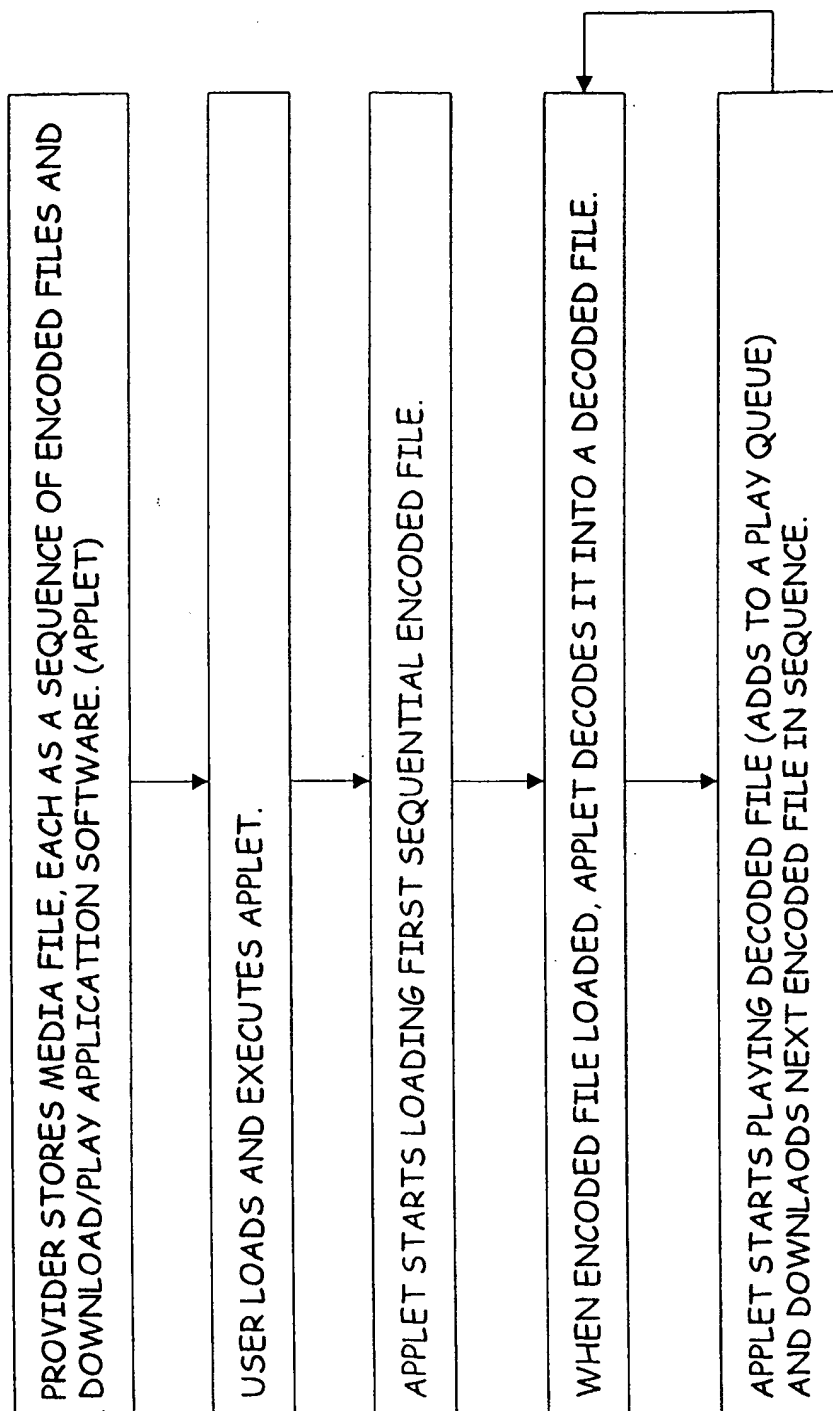 PROVIDER STORES MEDIA FILE, EACH AS A SEQUENCE OF ENCODED FILES AND
DOWNLOAD/PLAY APPLICATION SOFTWARE. (APPLET)
USER LOADS AND EXECUTES APPLET.
APPLET STARTS LOADING FIRST SEQUENTIAL ENCODED FILE.
WHEN ENCODED FILE LOADED, APPLET DECODES IT INTO A DECODED FILE.
APPLET STARTS PLAYING DECODED FILE (ADDS TO A PLAY QUEUE)
AND DOWNLAODS NEXT ENCODED FILE IN SEQUENCE.